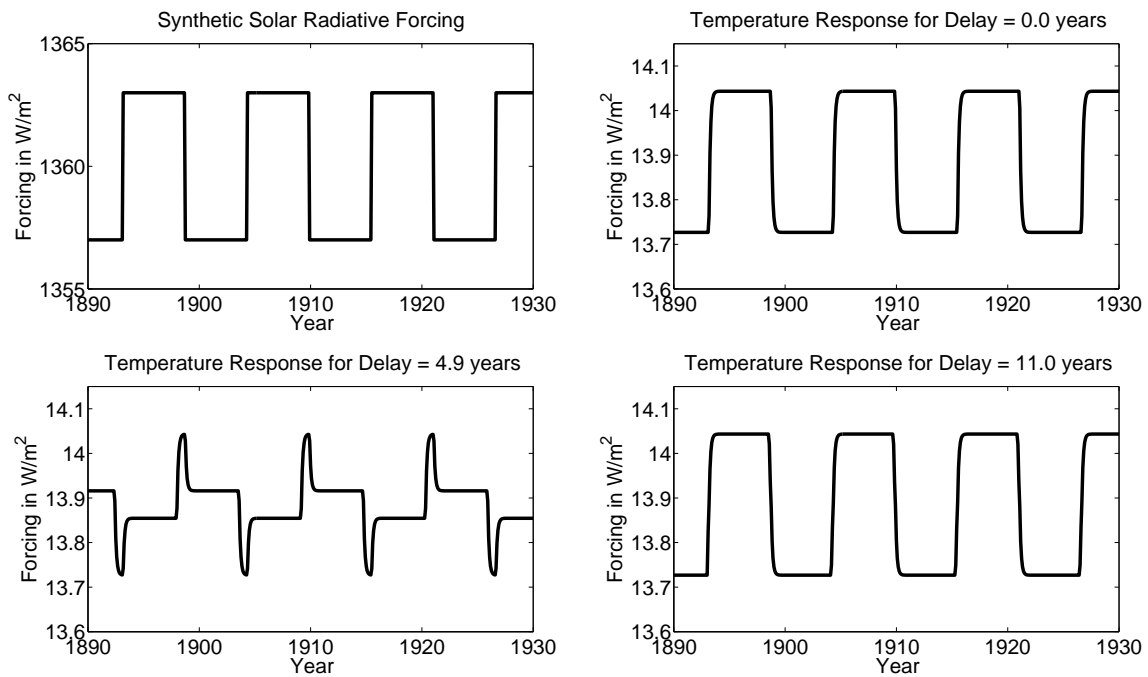 Synthetic Solar Radiative Forcing
1365
1360
1355
Forcing in W/m²
1890 1900 1910 1920 1930
Year
Temperature Response for Delay = 0.0 years
14.1
14
13.9
13.8
13.7
13.6
Forcing in W/m²
1890 1900 1910 1920 1930
Year
Temperature Response for Delay = 4.9 years
14.1
14
13.9
13.8
13.7
13.6
Forcing in W/m²
1890 1900 1910 1920 1930
Year
Temperature Response for Delay = 11.0 years
14.1
14
13.9
13.8
13.7
13.6
Forcing in W/m²
1890 1900 1910 1920 1930
Year